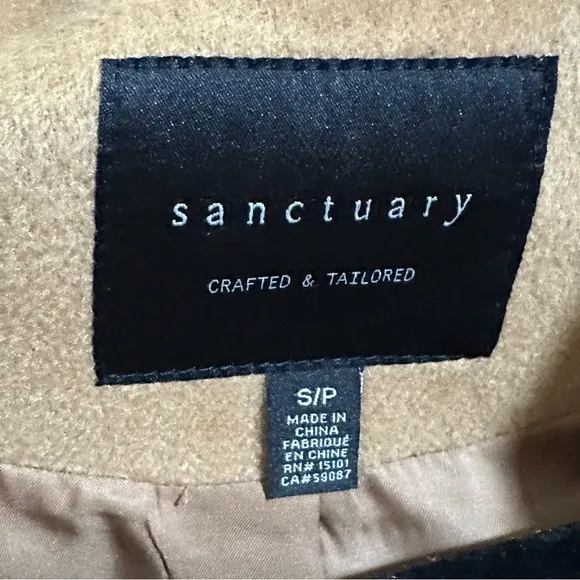 sanctuary
CRAFTED & TAILORED
S/P
MADE IN
CHINA
FABRIQUÉ
EN CHINE
RN# 15101
CA#59087